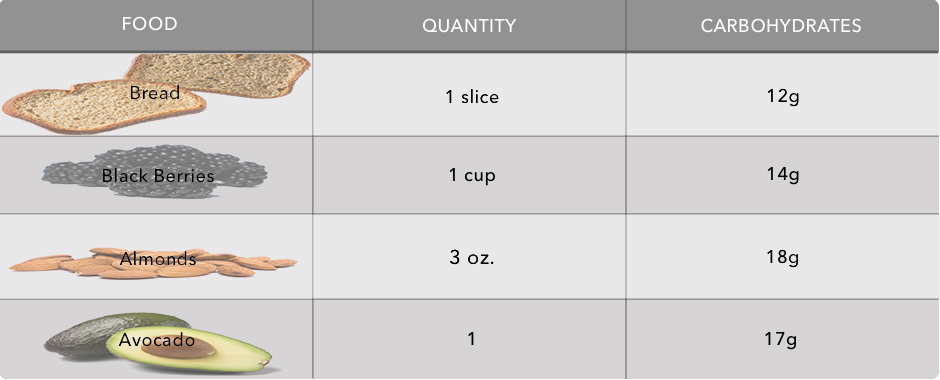 FOOD QUANTITY CARBOHYDRATES
Bread 1 slice 12g
Black Berries 1 cup 14g
Almonds 3 oz. 18g
Avocado 1 17g